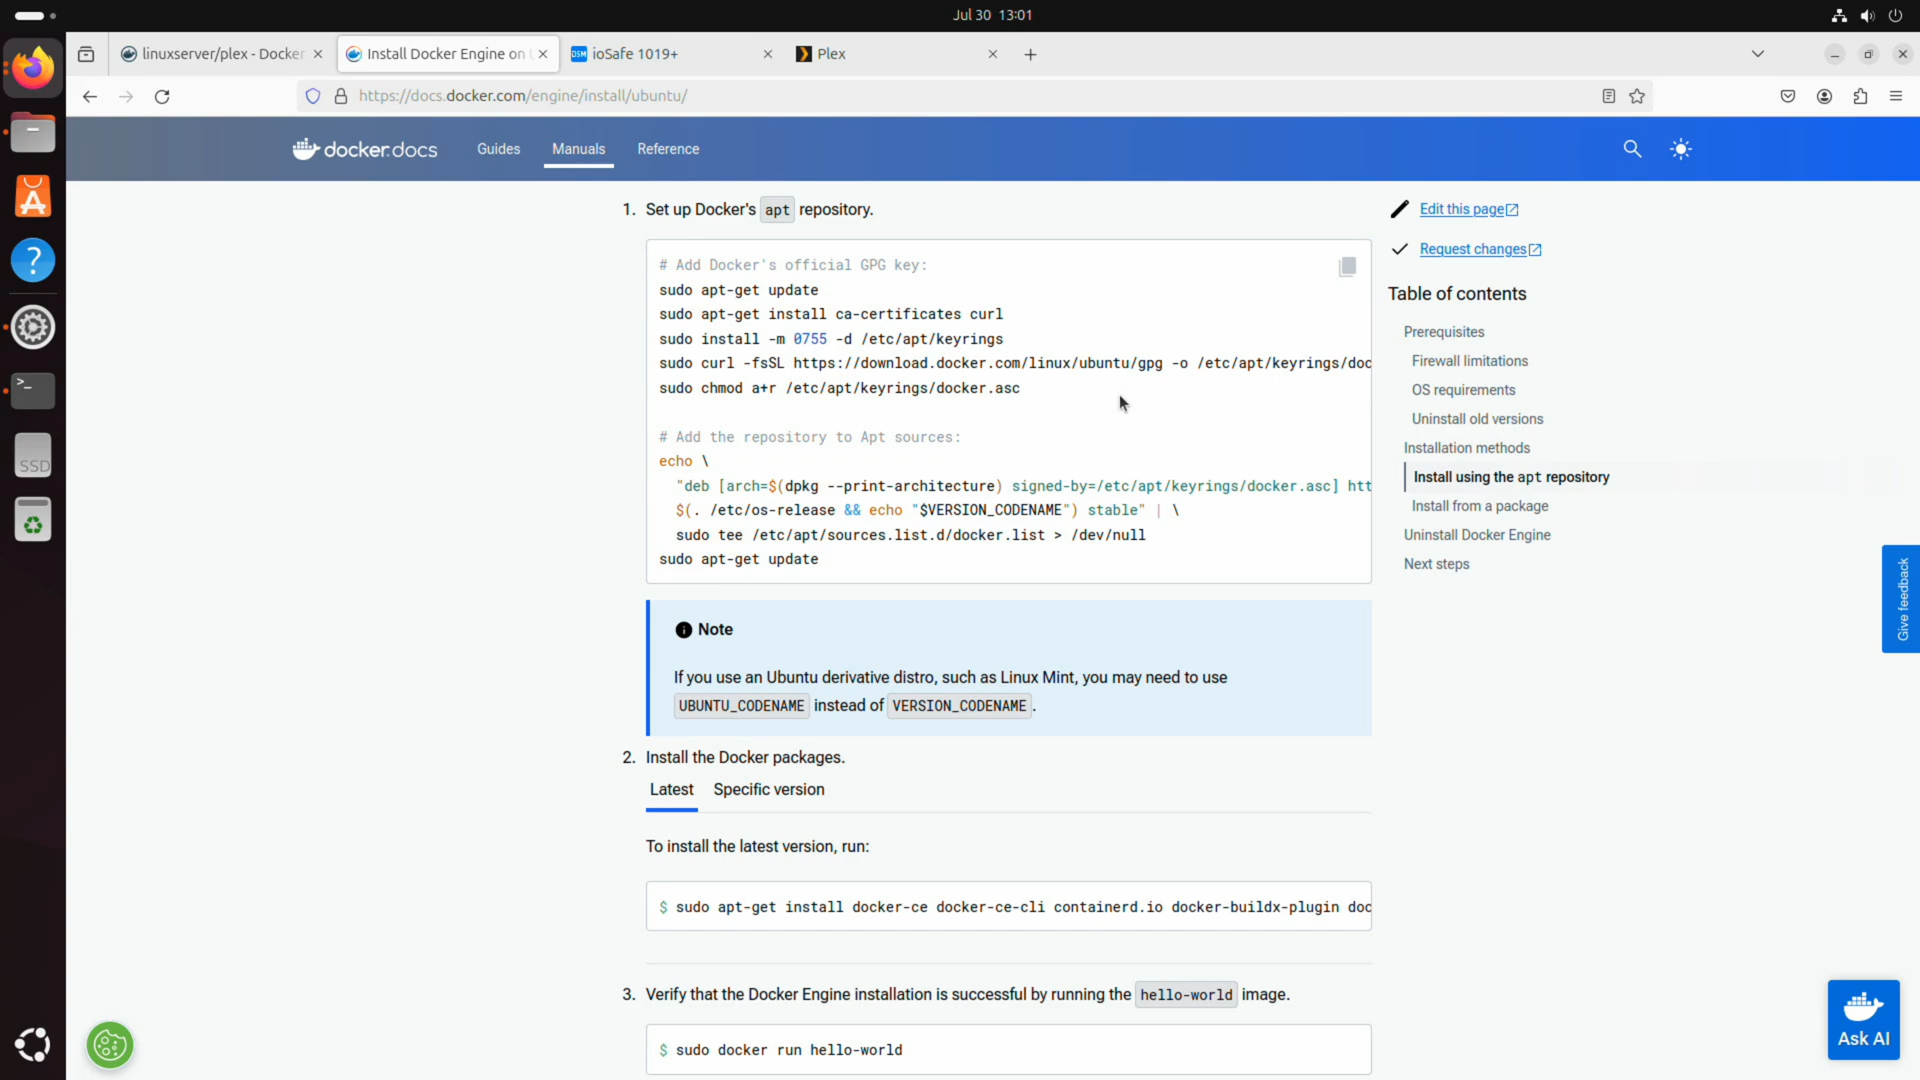 Jul 30 13:01
linuxserver/plex - Docker
Install Docker Engine on
DSM ioSafe 1019+
Plex
https://docs.docker.com/engine/install/ubuntu/
docker.docs
Guides
Manuals
Reference
1. Set up Docker's apt repository.
# Add Docker's official GPG key:
sudo apt-get update
sudo apt-get install ca-certificates curl
sudo install -m 0755 -d /etc/apt/keyrings
sudo curl -fsSL https://download.docker.com/linux/ubuntu/gpg -o /etc/apt/keyrings/doc
sudo chmod a+r /etc/apt/keyrings/docker.asc
# Add the repository to Apt sources:
echo \
"deb [arch=$(dpkg --print-architecture) signed-by=/etc/apt/keyrings/docker.asc] htt
$(. /etc/os-release && echo "$VERSION_CODENAME") stable" | \
sudo tee /etc/apt/sources.list.d/docker.list > /dev/null
sudo apt-get update
Note
If you use an Ubuntu derivative distro, such as Linux Mint, you may need to use
UBUNTU_CODENAME instead of VERSION_CODENAME.
2. Install the Docker packages.
Latest
Specific version
To install the latest version, run:
$ sudo apt-get install docker-ce docker-ce-cli containerd.io docker-buildx-plugin doc
3. Verify that the Docker Engine installation is successful by running the hello-world image.
$ sudo docker run hello-world
Edit this page
Request changes
Table of contents
Prerequisites
Firewall limitations
OS requirements
Uninstall old versions
Installation methods
Install using the apt repository
Install from a package
Uninstall Docker Engine
Next steps
Give feedback
Ask AI
SSD